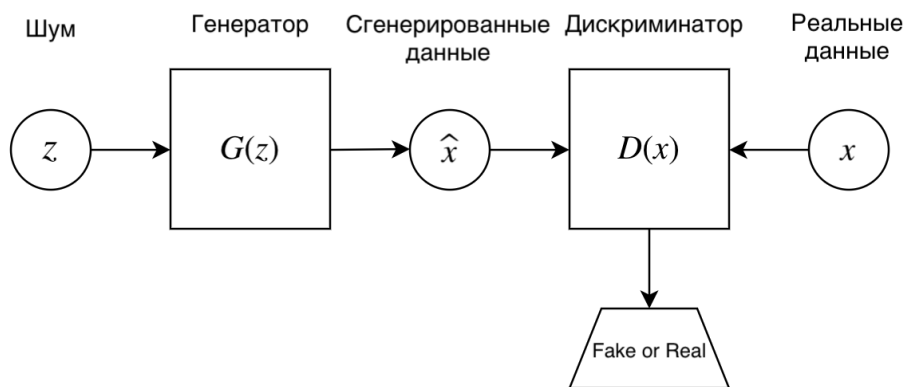 Шум
Генератор
Сгенерированные
данные
Дискриминатор
Реальные
данные
z
G(z)
x̂
D(x)
x
Fake or Real